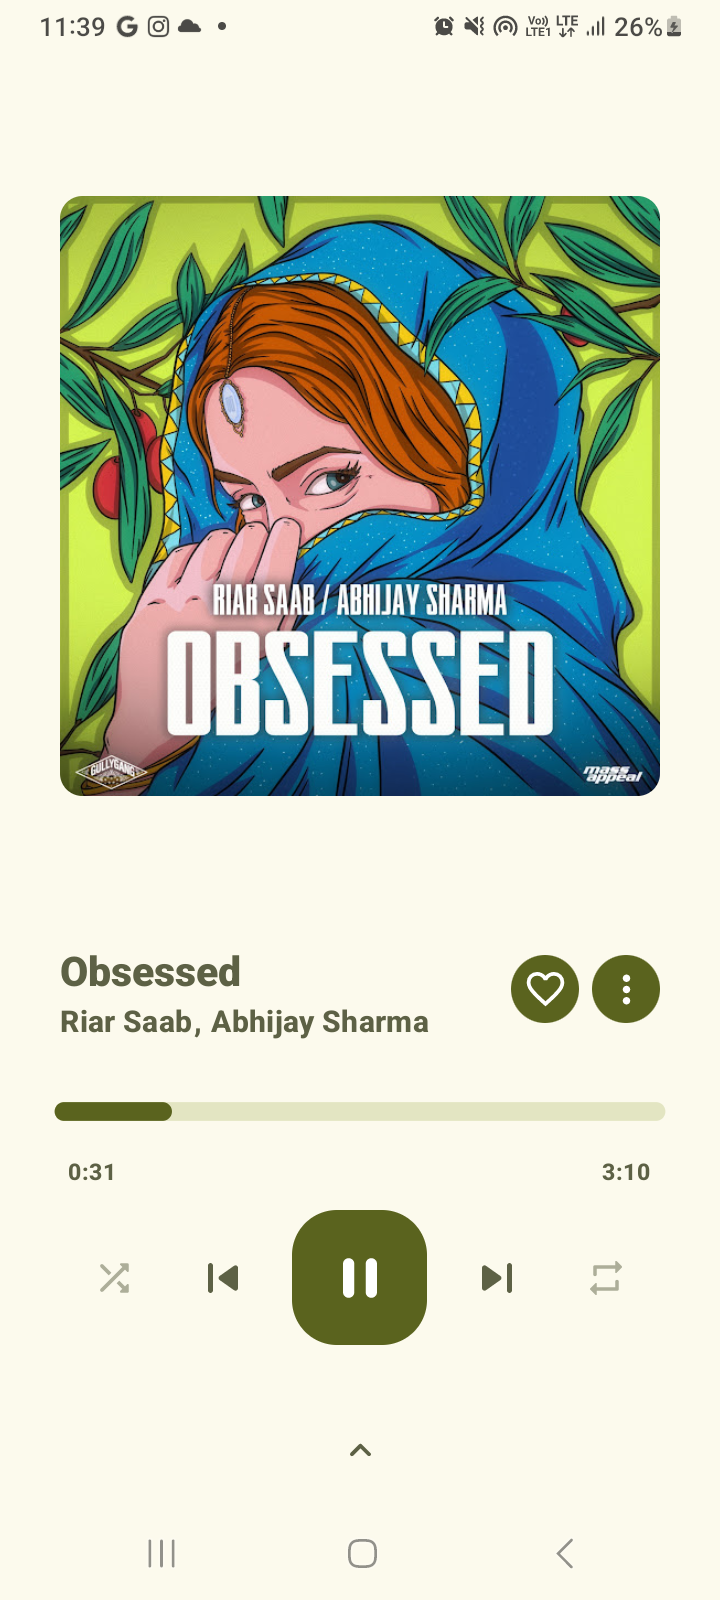 11:39
Vo))
LTE1
LTE
26%
RIAR SAAB / ABHIJAY SHARMA
OBSESSED
GULLYGANG
mass
appeal
Obsessed
Riar Saab, Abhijay Sharma
0:31
3:10